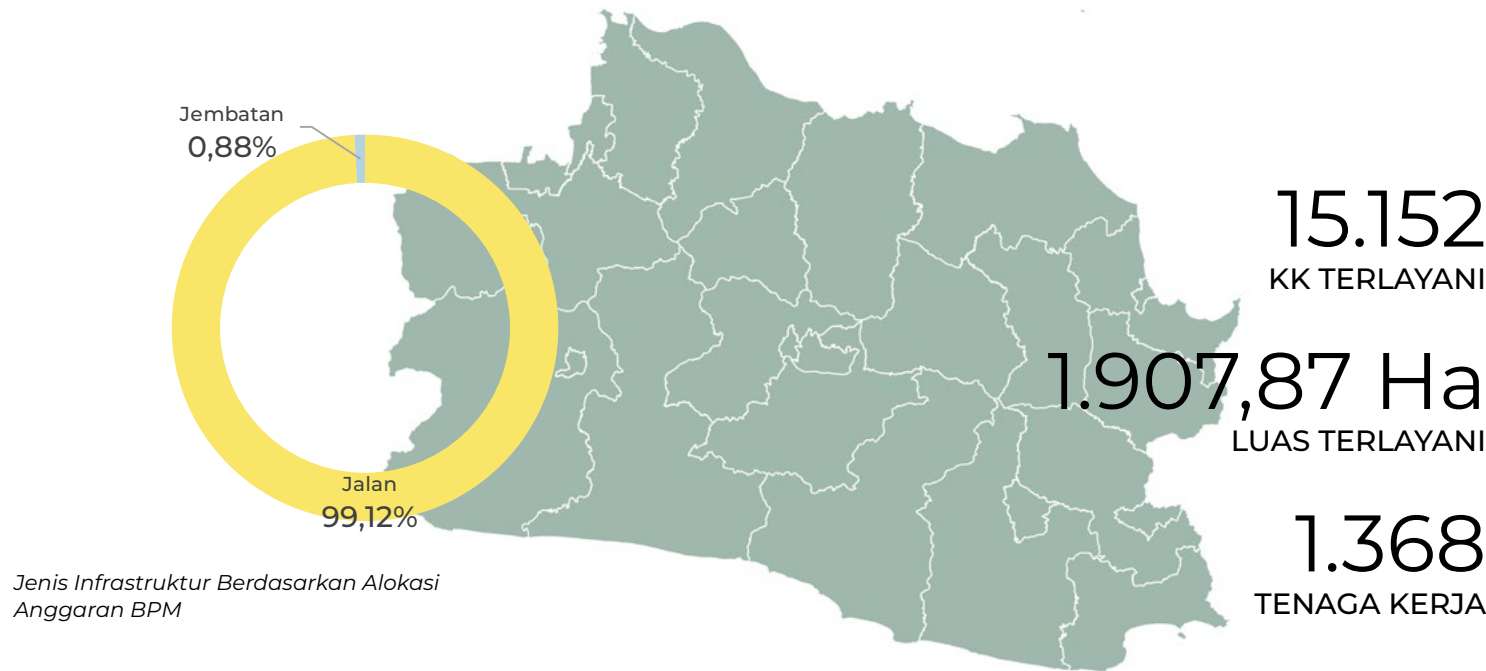 Jembatan
0,88%
Jalan
99,12%
Jenis Infrastruktur Berdasarkan Alokasi
Anggaran BPM
15.152
KK TERLAYANI
1.907,87 Ha
LUAS TERLAYANI
1.368
TENAGA KERJA